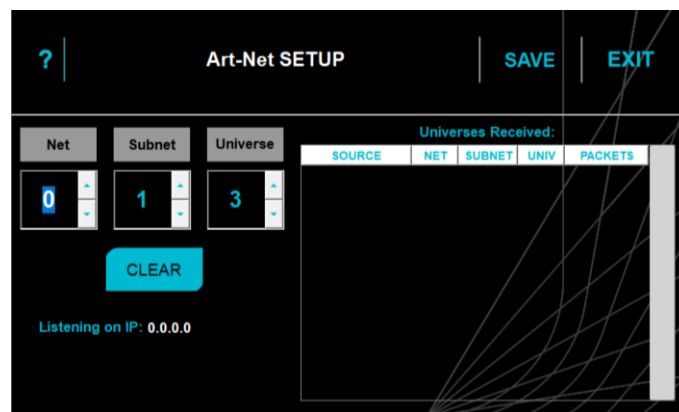 ? Art-Net SETUP SAVE EXIT
Net Subnet Universe
0 1 3
CLEAR
Listening on IP: 0.0.0.0
Universes Received:
SOURCE NET SUBNET UNIV PACKETS